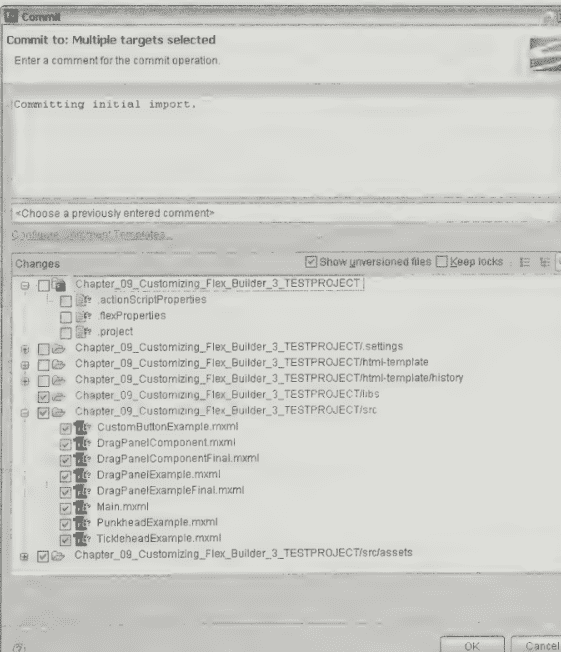 Commit
Commit to: Multiple targets selected
Enter a comment for the commit operation.
Committing initial import.
<Choose a previously entered comment>
Configure Comment Templates...
Changes
Show unversioned files Keep locks
Chapter_09_Customizing_Flex_Builder_3_TESTPROJECT
.actionScriptProperties
.flexProperties
.project
Chapter_09_Customizing_Flex_Builder_3_TESTPROJECT/.settings
Chapter_09_Customizing_Flex_Builder_3_TESTPROJECT/html-template
Chapter_09_Customizing_Flex_Builder_3_TESTPROJECT/html-template/history
Chapter_09_Customizing_Flex_Builder_3_TESTPROJECT/libs
Chapter_09_Customizing_Flex_Builder_3_TESTPROJECT/src
CustomButtonExample.mxml
DragPanelComponent.mxml
DragPanelComponentFinal.mxml
DragPanelExample.mxml
DragPanelExampleFinal.mxml
Main.mxml
PunkheadExample.mxml
TickleheadExample.mxml
Chapter_09_Customizing_Flex_Builder_3_TESTPROJECT/src/assets
OK Cancel